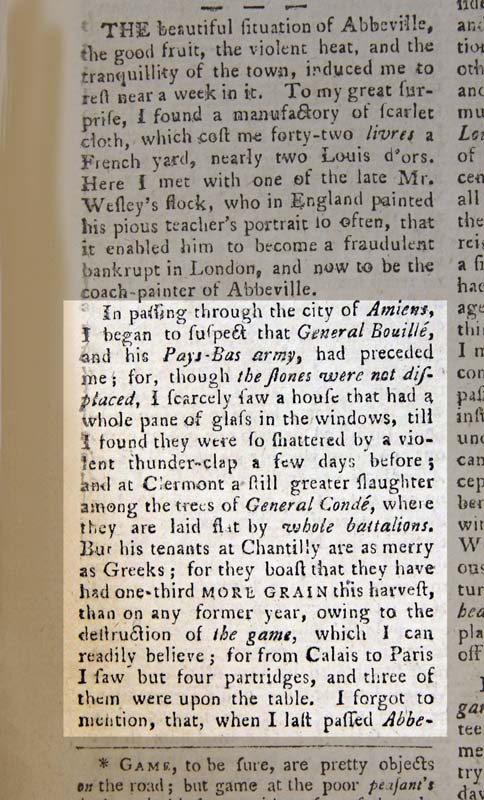 THE beautiful ſituation of Abbeville,
the good fruit, the violent heat, and the
tranquillity of the town, induced me to
reſt near a week in it. To my great ſur-
priſe, I found a manufactory of ſcarlet
cloth, which coſt me forty-two livres a
French yard, nearly two Louis d'ors.
Here I met with one of the late Mr.
Weſley's flock, who in England painted
his pious teacher's portrait ſo often, that
it enabled him to become a fraudulent
bankrupt in London, and now to be the
coach-painter of Abbeville.
In paſſing through the city of Amiens,
I began to ſuſpect that General Bouillé,
and his Pays-Bas army, had preceded
me; for, though the ſtones were not diſ-
placed, I ſcarcely ſaw a houſe that had a
whole pane of glaſs in the windows, till
I found they were ſo ſhattered by a vio-
lent thunder-clap a few days before;
and at Clermont a ſtill greater ſlaughter
among the trees of General Condé, where
they are laid flat by whole battalions.
But his tenants at Chantilly are as merry
as Greeks; for they boaſt that they have
had one-third MORE GRAIN this harveſt,
than on any former year, owing to the
deſtruction of the game, which I can
readily believe; for from Calais to Paris
I ſaw but four partridges, and three of
them were upon the table. I forgot to
mention, that, when I laſt paſſed Abbe-
* GAME, to be ſure, are pretty objects
on the road; but game at the poor peaſant's